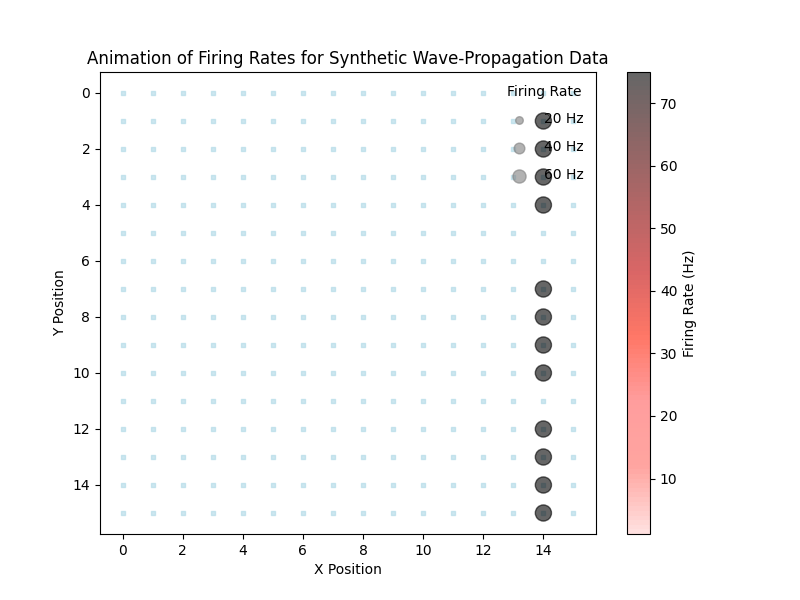 Animation of Firing Rates for Synthetic Wave-Propagation Data
Firing Rate
20 Hz
40 Hz
60 Hz
0
2
4
6
8
10
12
14
Y Position
0
2
4
6
8
10
12
14
X Position
70
60
50
40
30
20
10
Firing Rate (Hz)